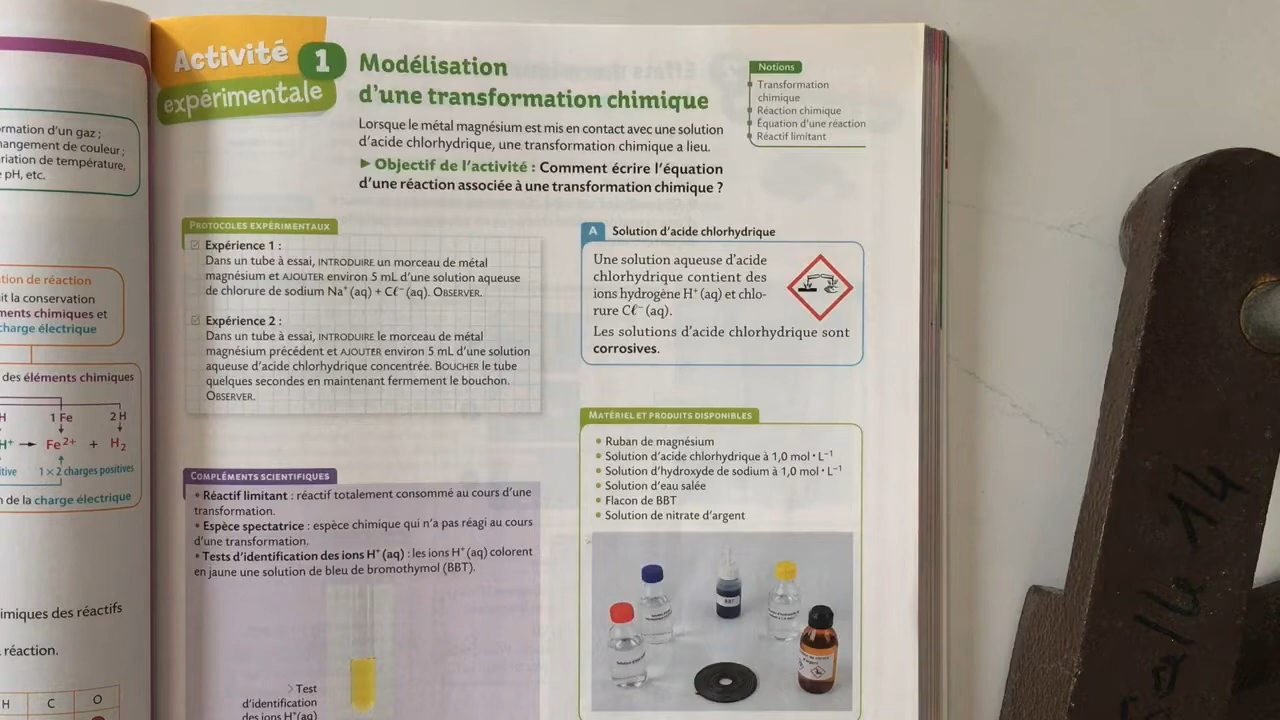 Activité 1
expérimentale
Modélisation
d'une transformation chimique
Lorsque le métal magnésium est mis en contact avec une solution
d'acide chlorhydrique, une transformation chimique a lieu.
▶ Objectif de l'activité : Comment écrire l'équation
d'une réaction associée à une transformation chimique ?
Notions
Transformation
chimique
Réaction chimique
Équation d'une réaction
Réactif limitant
PROTOCOLES EXPÉRIMENTAUX
Expérience 1 :
Dans un tube à essai, INTRODUIRE un morceau de métal
magnésium et AJOUTER environ 5 mL d'une solution aqueuse
de chlorure de sodium Na⁺(aq) + Cℓ⁻(aq). OBSERVER.
Expérience 2 :
Dans un tube à essai, INTRODUIRE le morceau de métal
magnésium précédent et AJOUTER environ 5 mL d'une solution
aqueuse d'acide chlorhydrique concentrée. BOUCHER le tube
quelques secondes en maintenant fermement le bouchon.
OBSERVER.
A Solution d'acide chlorhydrique
Une solution aqueuse d'acide
chlorhydrique contient des
ions hydrogène H⁺(aq) et chlo-
rure Cℓ⁻(aq).
Les solutions d'acide chlorhydrique sont
corrosives.
MATÉRIEL ET PRODUITS DISPONIBLES
• Ruban de magnésium
• Solution d'acide chlorhydrique à 1,0 mol·L⁻¹
• Solution d'hydroxyde de sodium à 1,0 mol·L⁻¹
• Solution d'eau salée
• Flacon de BBT
• Solution de nitrate d'argent
BBT
COMPLÉMENTS SCIENTIFIQUES
• Réactif limitant : réactif totalement consommé au cours d'une
transformation.
• Espèce spectatrice : espèce chimique qui n'a pas réagi au cours
d'une transformation.
• Tests d'identification des ions H⁺(aq) : les ions H⁺(aq) colorent
en jaune une solution de bleu de bromothymol (BBT).
> Test
d'identification
des ions H⁺(aq)
rmation d'un gaz ;
hangement de couleur ;
riation de température,
pH, etc.
tion de réaction
it la conservation
ments chimiques et
charge électrique
des éléments chimiques
H 1 Fe 2 H
H⁺ → Fe²⁺ + H₂
itive 1 × 2 charges positives
n de la charge électrique
imiques des réactifs
réaction.
H C O
Salle 14